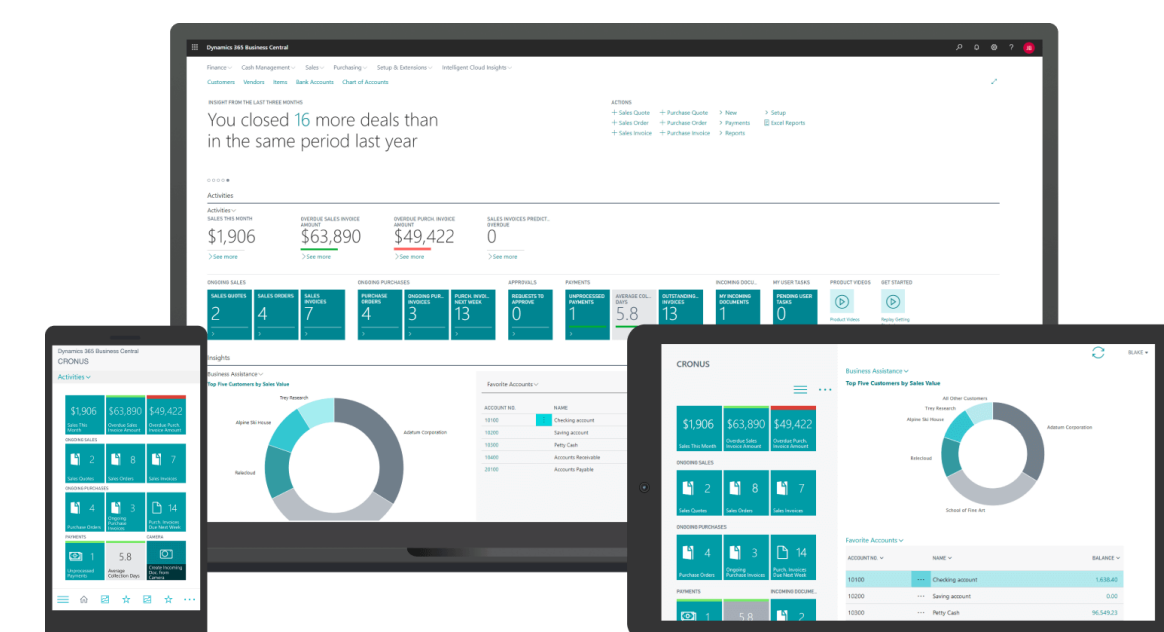 Dynamics 365 Business Central
Finance Cash Management Sales Purchasing Setup & Extensions Intelligent Cloud Insights
Customers Vendors Items Bank Accounts Chart of Accounts
INSIGHT FROM THE LAST THREE MONTHS
You closed 16 more deals than
in the same period last year
ACTIONS
+ Sales Quote + Purchase Quote > New > Setup
+ Sales Order + Purchase Order > Payments Excel Reports
+ Sales Invoice + Purchase Invoice > Reports
Activities
Activities
SALES THIS MONTH
$1,906
>See more
OVERDUE SALES INVOICE
AMOUNT
$63,890
>See more
OVERDUE PURCH. INVOICE
AMOUNT
$49,422
>See more
SALES INVOICES PREDICT..
OVERDUE
0
>See more
ONGOING SALES
SALES QUOTES
2
SALES ORDERS
4
SALES
INVOICES
7
ONGOING PURCHASES
PURCHASE
ORDERS
4
ONGOING PUR..
INVOICES
3
PURCH. INVOI..
NEXT WEEK
13
APPROVALS
REQUESTS TO
APPROVE
0
PAYMENTS
UNPROCESSED
PAYMENTS
1
AVERAGE COL..
DAYS
5.8
OUTSTANDING..
INVOICES
13
INCOMING DOCU..
MY INCOMING
DOCUMENTS
1
MY USER TASKS
PENDING USER
TASKS
0
PRODUCT VIDEOS
Product Videos
GET STARTED
Replay Getting
Insights
Business Assistance
Top Five Customers by Sales Value
Trey Research
Alpine Ski House
Adatum Corporation
Relecloud
Favorite Accounts
ACCOUNT NO. NAME
10100 Checking account
10200 Saving account
10300 Petty Cash
10400 Accounts Receivable
20100 Accounts Payable
Dynamics 365 Business Central
CRONUS
Activities
$1,906 $63,890 $49,422
Sales This
Month
Overdue Sales
Invoice Amount
Overdue Purch.
Invoice Amount
ONGOING SALES
2 8 7
Sales Quotes Sales Orders Sales Invoices
ONGOING PURCHASES
4 3 14
Purchase Orders
Ongoing
Purchase
Invoices
Purch. Invoices
Due Next Week
PAYMENTS CAMERA
1 5.8
Unprocessed
Payments
Average
Collection Days
Create Incoming
Doc. from
Camera
CRONUS
BLAKE
$1,906 $63,890 $49,422
Sales This Month
Overdue Sales
Invoice Amount
Overdue Purch.
Invoice Amount
ONGOING SALES
2 8 7
Sales Quotes Sales Orders Sales Invoices
ONGOING PURCHASES
4 3 14
Purchase Orders
Ongoing
Purchase Invoices
Purch. Invoices
Due Next Week
PAYMENTS INCOMING DOCUME..
1 5.8 2
Business Assistance
Top Five Customers by Sales Value
All Other Customers
Trey Research
Alpine Ski House
Adatum Corporation
Relecloud
School of Fine Art
Favorite Accounts
ACCOUNT NO. NAME BALANCE
10100 Checking account 1,638.40
10200 Saving account 0.00
10300 Petty Cash 96,549.23